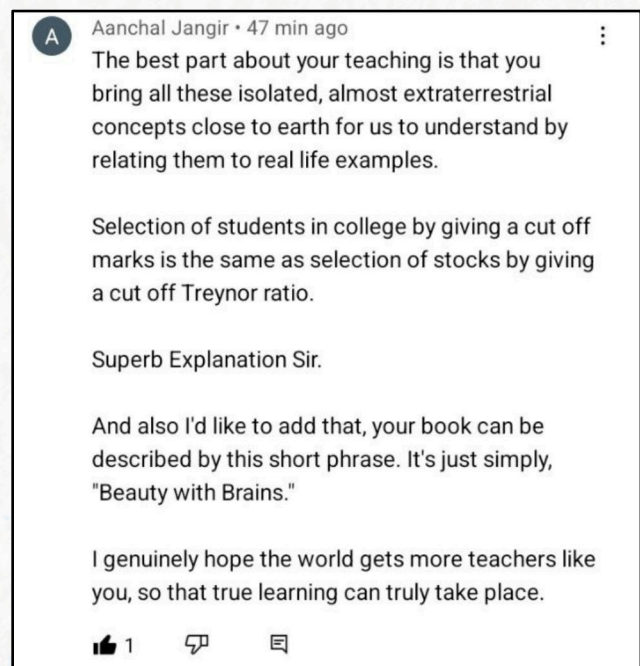 A
Aanchal Jangir • 47 min ago
The best part about your teaching is that you
bring all these isolated, almost extraterrestrial
concepts close to earth for us to understand by
relating them to real life examples.
Selection of students in college by giving a cut off
marks is the same as selection of stocks by giving
a cut off Treynor ratio.
Superb Explanation Sir.
And also I'd like to add that, your book can be
described by this short phrase. It's just simply,
"Beauty with Brains."
I genuinely hope the world gets more teachers like
you, so that true learning can truly take place.
1